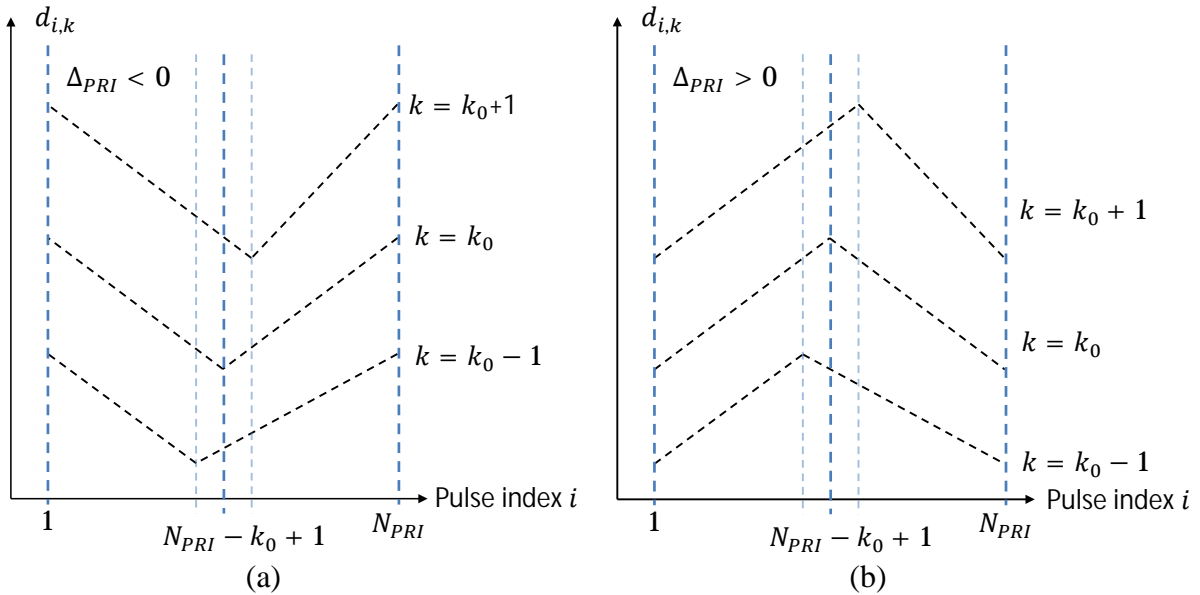 d_{i,k}
Δ_{PRI} < 0
k = k_0+1
k = k_0
k = k_0 − 1
Pulse index i
1
N_{PRI} − k_0 + 1
N_{PRI}
(a)
d_{i,k}
Δ_{PRI} > 0
k = k_0 + 1
k = k_0
k = k_0 − 1
Pulse index i
1
N_{PRI} − k_0 + 1
N_{PRI}
(b)